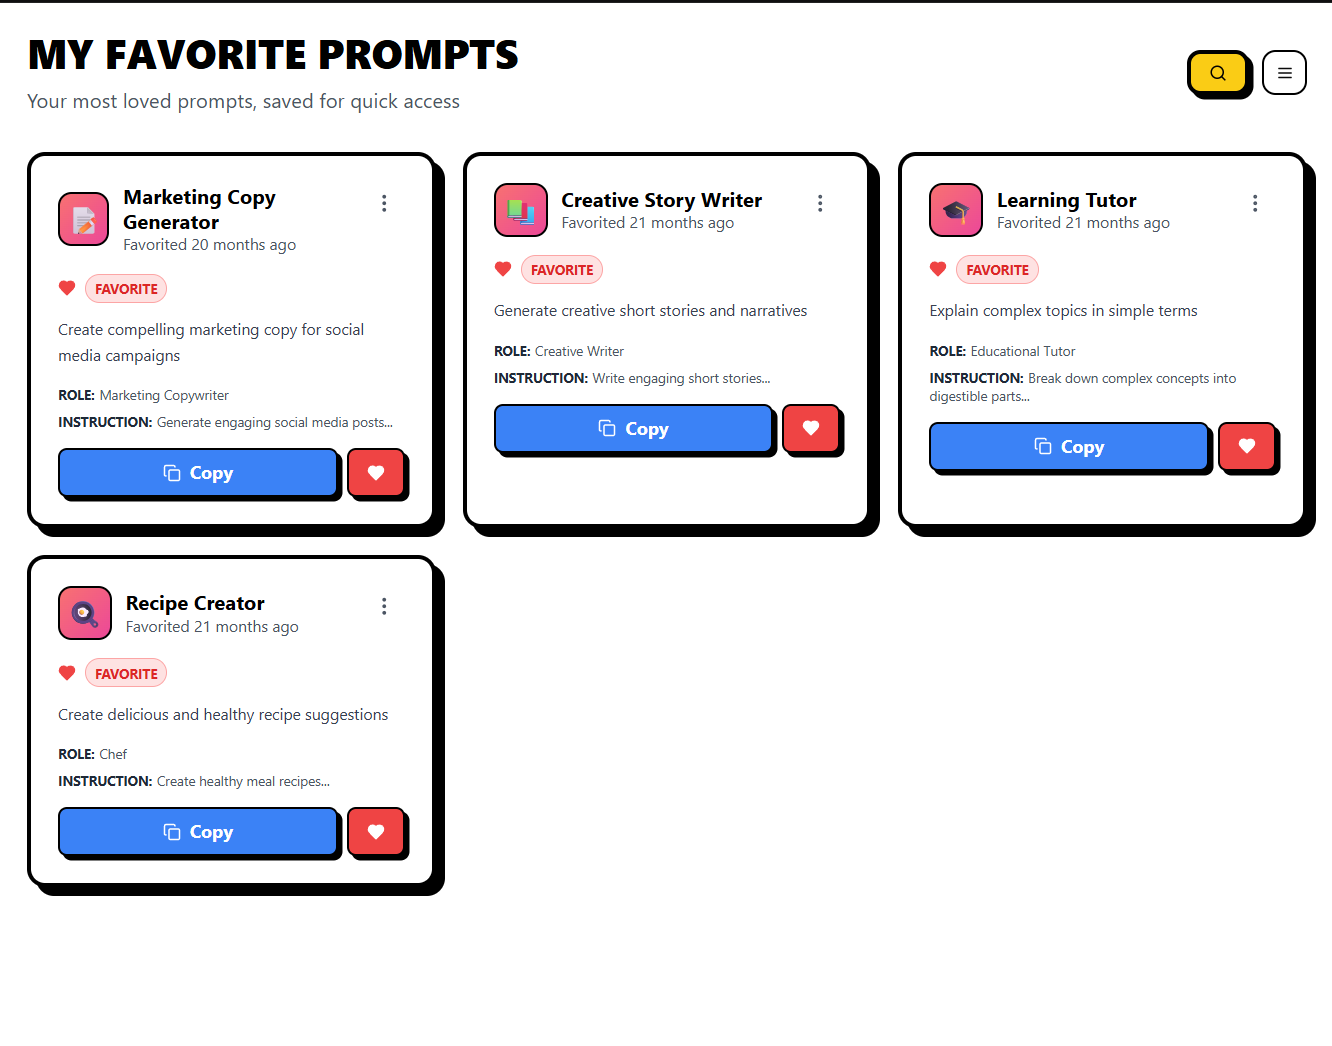 MY FAVORITE PROMPTS
Your most loved prompts, saved for quick access
Marketing Copy
Generator
Favorited 20 months ago
FAVORITE
Create compelling marketing copy for social
media campaigns
ROLE: Marketing Copywriter
INSTRUCTION: Generate engaging social media posts...
Copy
Creative Story Writer
Favorited 21 months ago
FAVORITE
Generate creative short stories and narratives
ROLE: Creative Writer
INSTRUCTION: Write engaging short stories...
Copy
Learning Tutor
Favorited 21 months ago
FAVORITE
Explain complex topics in simple terms
ROLE: Educational Tutor
INSTRUCTION: Break down complex concepts into
digestible parts...
Copy
Recipe Creator
Favorited 21 months ago
FAVORITE
Create delicious and healthy recipe suggestions
ROLE: Chef
INSTRUCTION: Create healthy meal recipes...
Copy